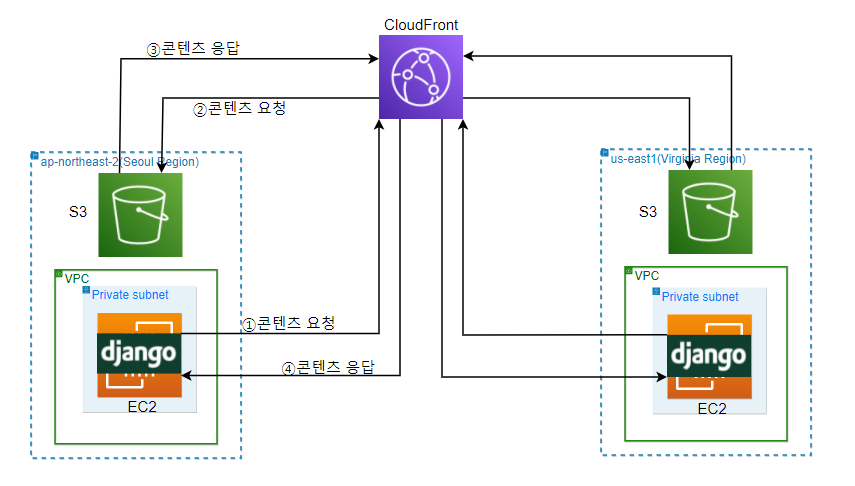 CloudFront
③콘텐츠 응답
②콘텐츠 요청
ap-northeast-2(Seoul Region)
S3
VPC
Private subnet
django
EC2
①콘텐츠 요청
④콘텐츠 응답
us-east1(Virginia Region)
S3
VPC
Private subnet
django
EC2